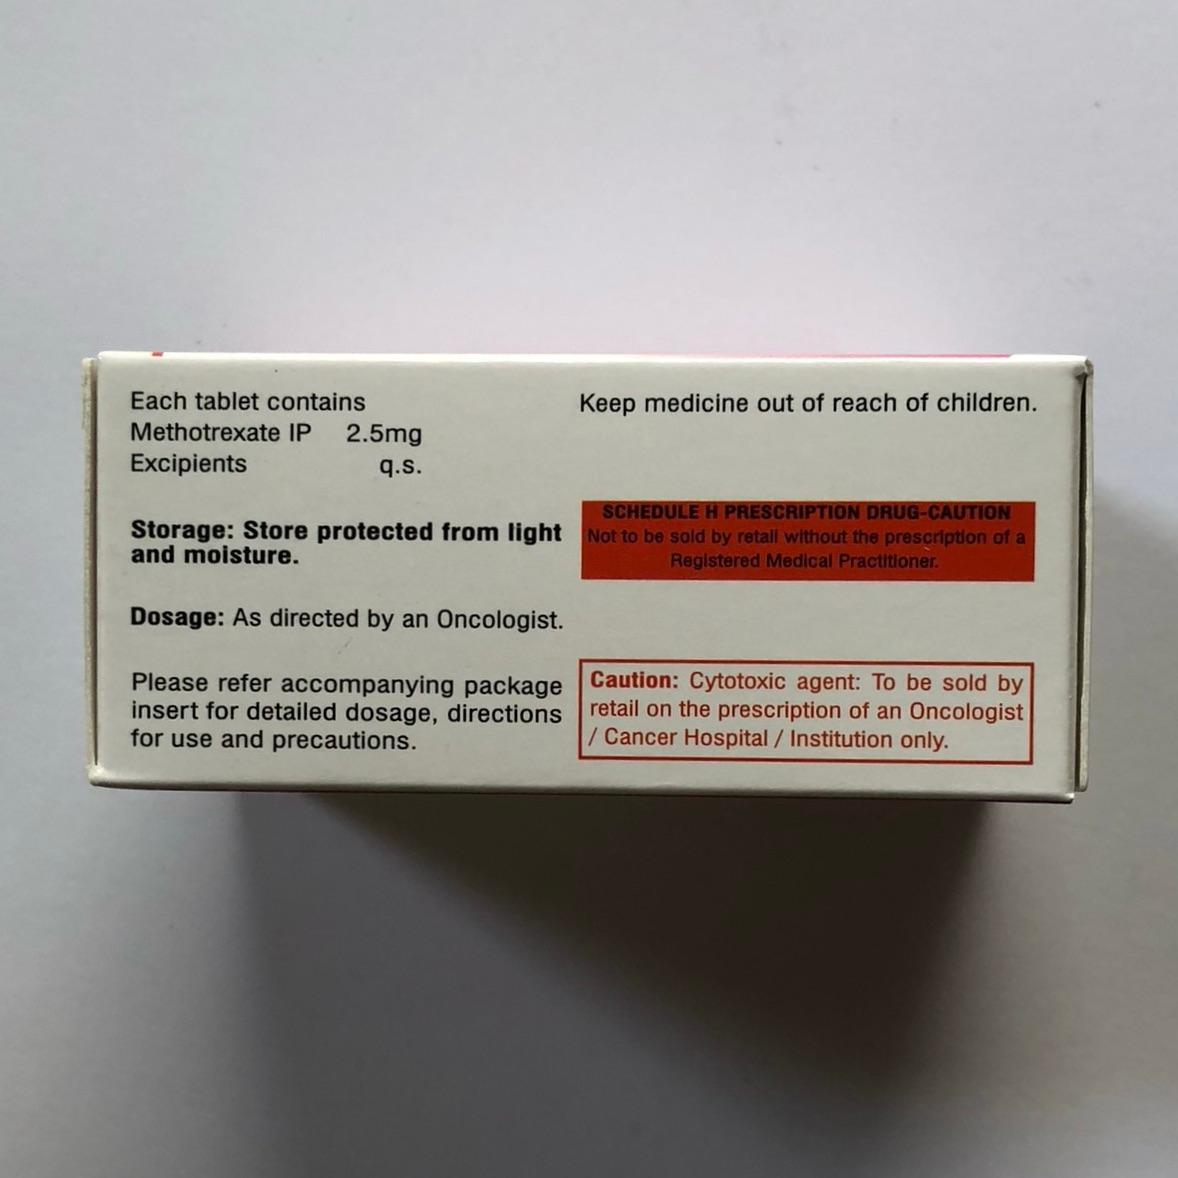 Each tablet contains
Methotrexate IP 2.5mg
Excipients q.s.
Storage: Store protected from light
and moisture.
Dosage: As directed by an Oncologist.
Please refer accompanying package
insert for detailed dosage, directions
for use and precautions.
Keep medicine out of reach of children.
SCHEDULE H PRESCRIPTION DRUG-CAUTION
Not to be sold by retail without the prescription of a
Registered Medical Practitioner.
Caution: Cytotoxic agent: To be sold by
retail on the prescription of an Oncologist
/ Cancer Hospital / Institution only.